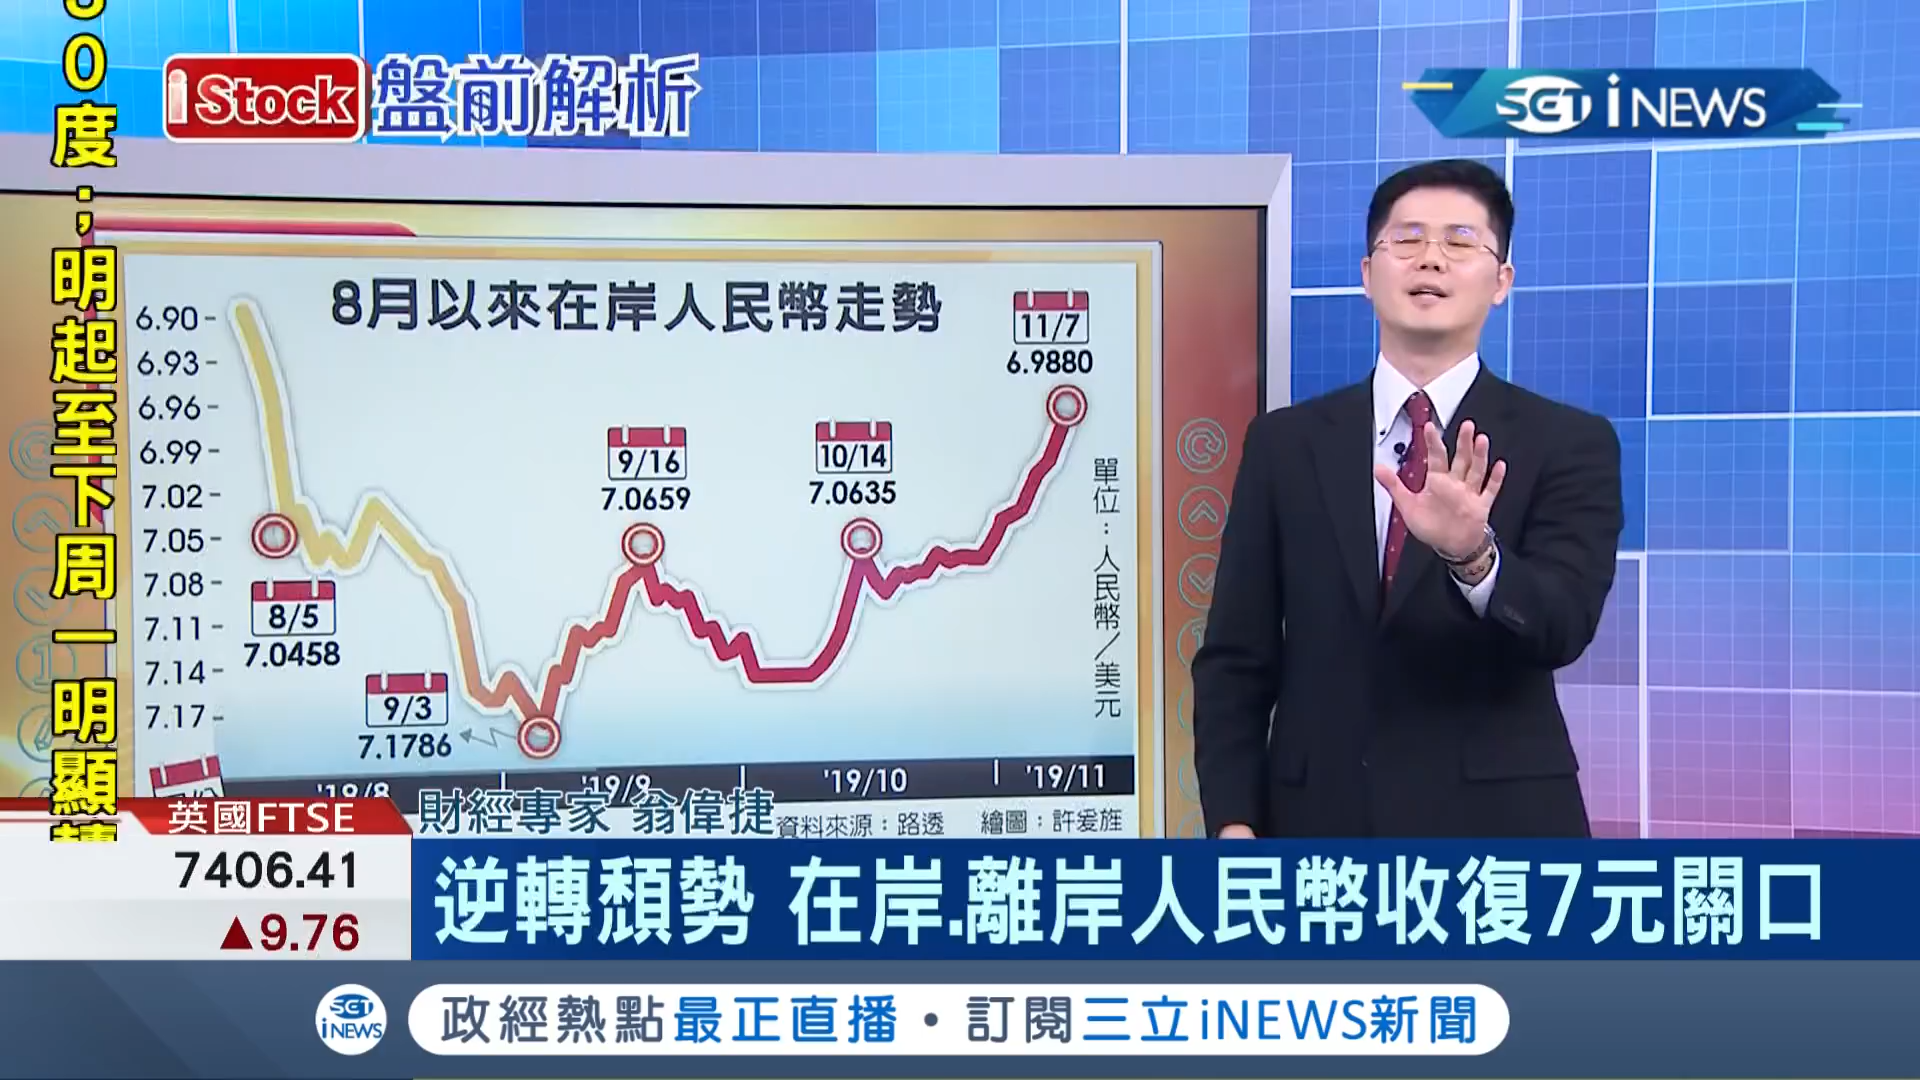 0度；明起至下周一明顯轉
iStock 盤前解析
SET iNEWS
8月以來在岸人民幣走勢
6.90
6.93
6.96
6.99
7.02
7.05
7.08
7.11
7.14
7.17
8/5
7.0458
9/3
7.1786
9/16
7.0659
10/14
7.0635
11/7
6.9880
單位：人民幣／美元
'19/8
'19/9
'19/10
'19/11
資料來源：路透
繪圖：許爰旌
英國FTSE
7406.41
▲9.76
財經專家 翁偉捷
逆轉頹勢 在岸.離岸人民幣收復7元關口
SET iNEWS
政經熱點最正直播・訂閱三立iNEWS新聞